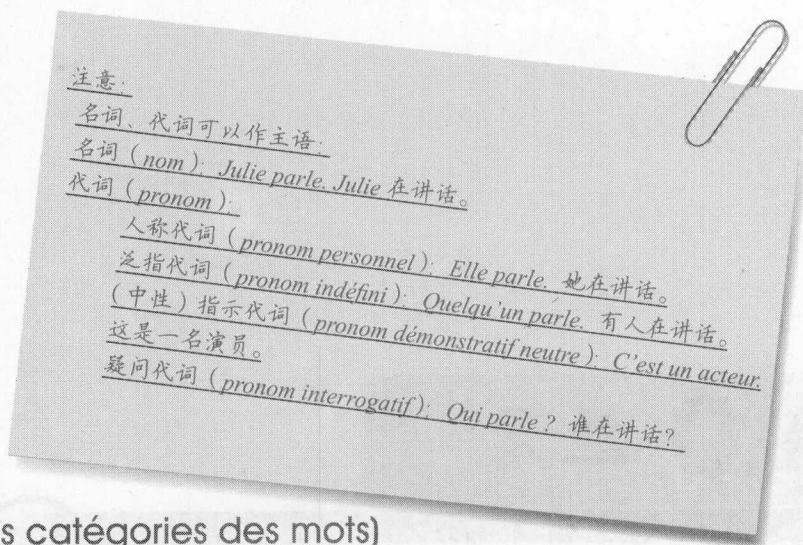 注意：
名词、代词可以作主语：
名词（nom）：Julie parle. Julie 在讲话。
代词（pronom）：
人称代词（pronom personnel）：Elle parle. 她在讲话。
泛指代词（pronom indéfini）：Quelqu'un parle. 有人在讲话。
（中性）指示代词（pronom démonstratif neutre）：C'est un acteur.
这是一名演员。
疑问代词（pronom interrogatif）：Qui parle ? 谁在讲话？
s catégories des mots)